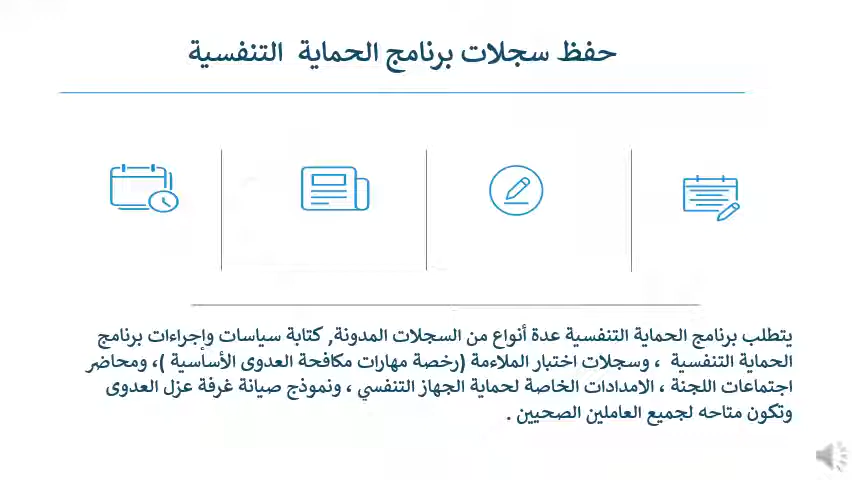 حفظ سجلات برنامج الحماية التنفسية
يتطلب برنامج الحماية التنفسية عدة أنواع من السجلات المدونة, كتابة سياسات وإجراءات برنامج
الحماية التنفسية ، وسجلات اختبار الملاءمة (رخصة مهارات مكافحة العدوى الأساسية )، ومحاضر
اجتماعات اللجنة ، الامدادات الخاصة لحماية الجهاز التنفسي ، ونموذج صيانة غرفة عزل العدوى
وتكون متاحه لجميع العاملين الصحيين .